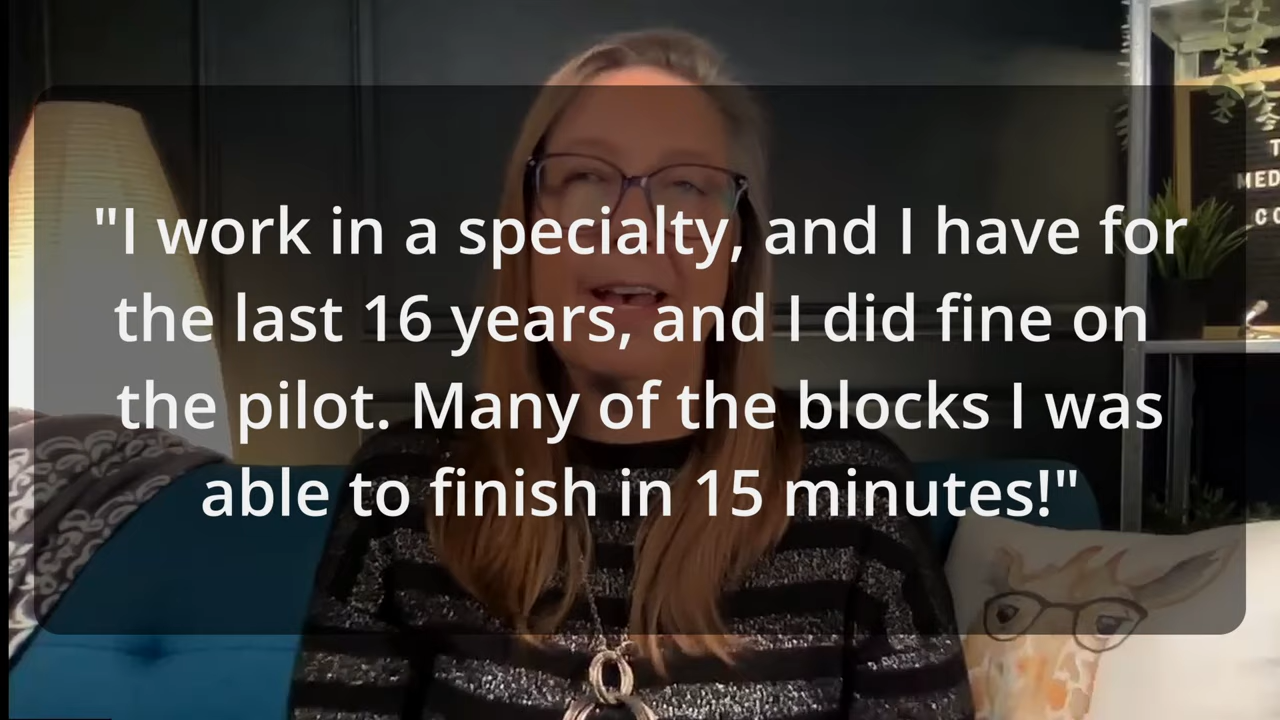 "I work in a specialty, and I have for
the last 16 years, and I did fine on
the pilot. Many of the blocks I was
able to finish in 15 minutes!"